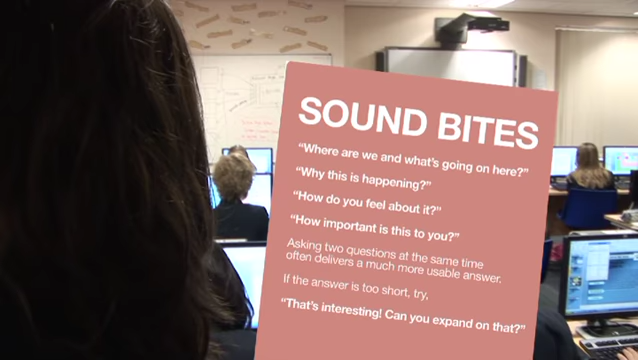 SOUND BITES
“Where are we and what’s going on here?”
“Why this is happening?”
“How do you feel about it?”
“How important is this to you?”
Asking two questions at the same time
often delivers a much more usable answer.
If the answer is too short, try,
“That’s interesting! Can you expand on that?”